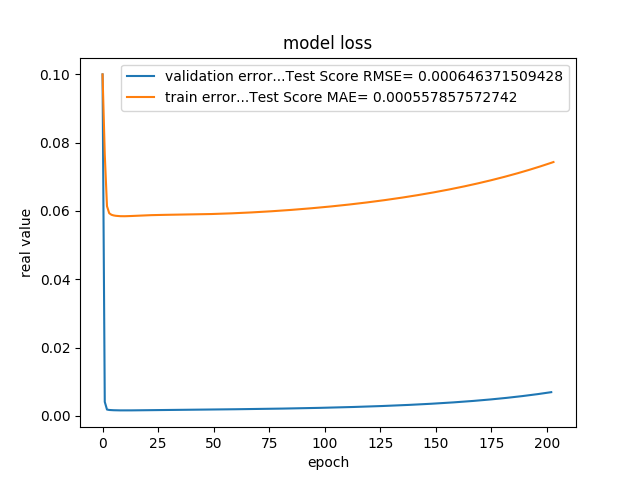 model loss
validation error...Test Score RMSE= 0.000646371509428
train error...Test Score MAE= 0.000557857572742
0.10
0.08
0.06
0.04
0.02
0.00
real value
0 25 50 75 100 125 150 175 200
epoch